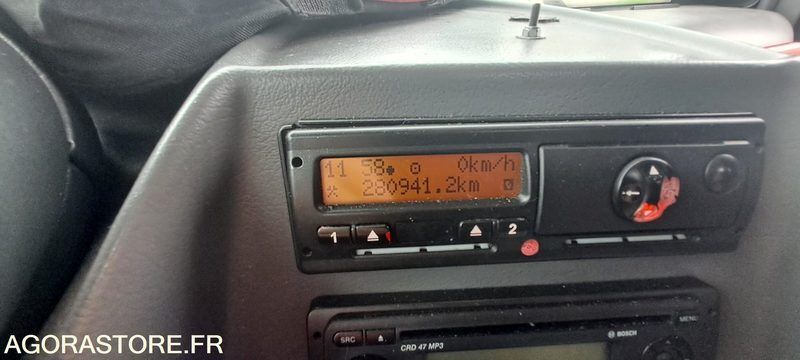 11 58 0km/h
280941.2km
1 2
SRC CRD 47 MP3 BOSCH MENU
AGORASTORE.FR